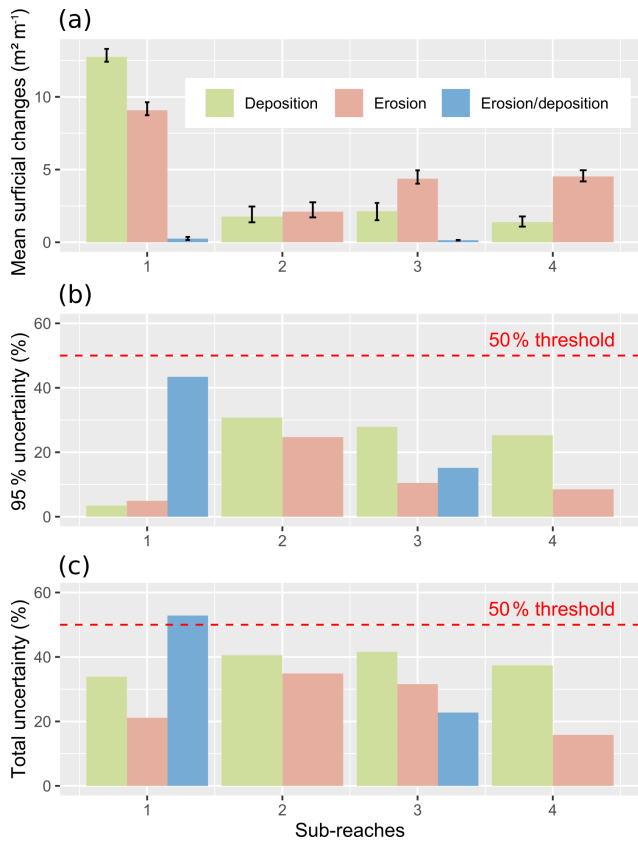 (a)
Mean surficial changes (m² m⁻¹)
10
5
0
Deposition Erosion Erosion/deposition
1 2 3 4
(b)
95 % uncertainty (%)
60
40
20
0
50 % threshold
1 2 3 4
(c)
Total uncertainty (%)
60
40
20
0
50 % threshold
1 2 3 4
Sub-reaches